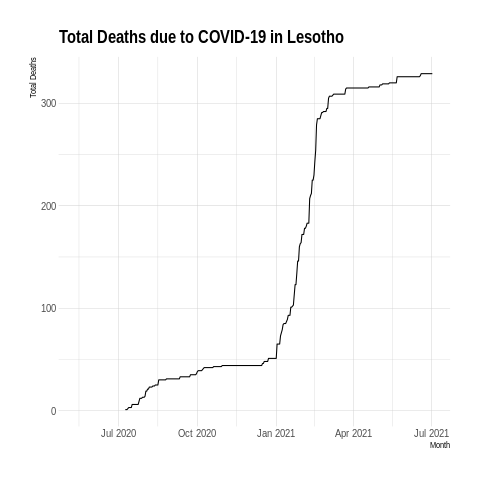 Total Deaths due to COVID-19 in Lesotho
Total Deaths
300
200
100
0
Jul 2020 Oct 2020 Jan 2021 Apr 2021 Jul 2021
Month